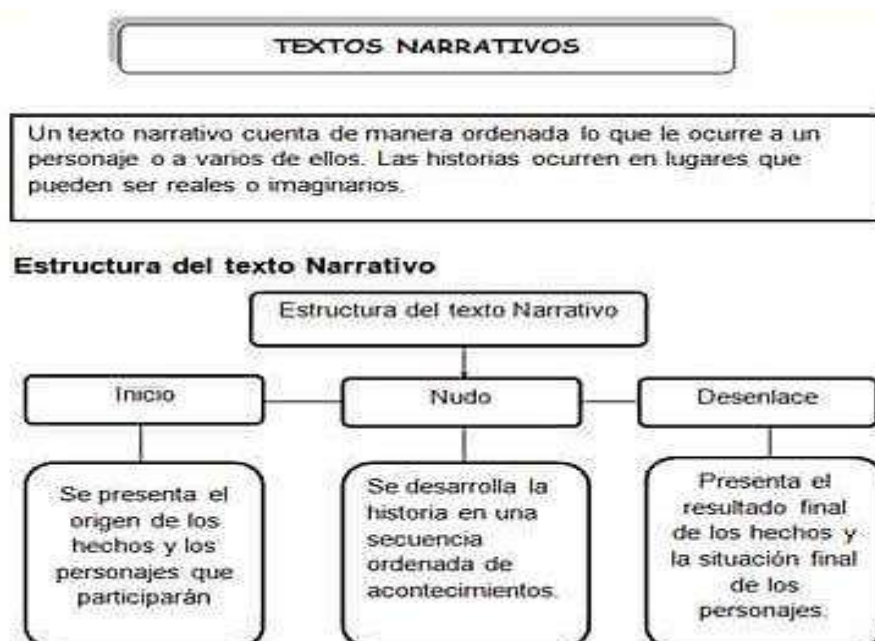 TEXTOS NARRATIVOS
Un texto narrativo cuenta de manera ordenada lo que le ocurre a un
personaje o a varios de ellos. Las historias ocurren en lugares que
pueden ser reales o imaginarios.
Estructura del texto Narrativo
Estructura del texto Narrativo
Inicio
Nudo
Desenlace
Se presenta el
origen de los
hechos y los
personajes que
participarán
Se desarrolla la
historia en una
secuencia
ordenada de
acontecimientos.
Presenta el
resultado final
de los hechos y
la situación final
de los
personajes.